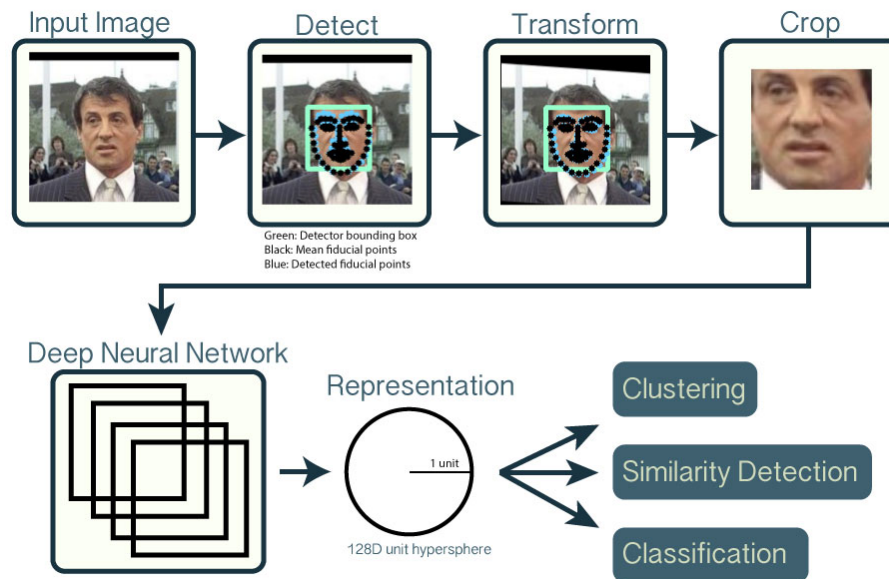 Input Image
Detect
Transform
Crop
Green: Detector bounding box
Black: Mean fiducial points
Blue: Detected fiducial points
Deep Neural Network
Representation
1 unit
128D unit hypersphere
Clustering
Similarity Detection
Classification